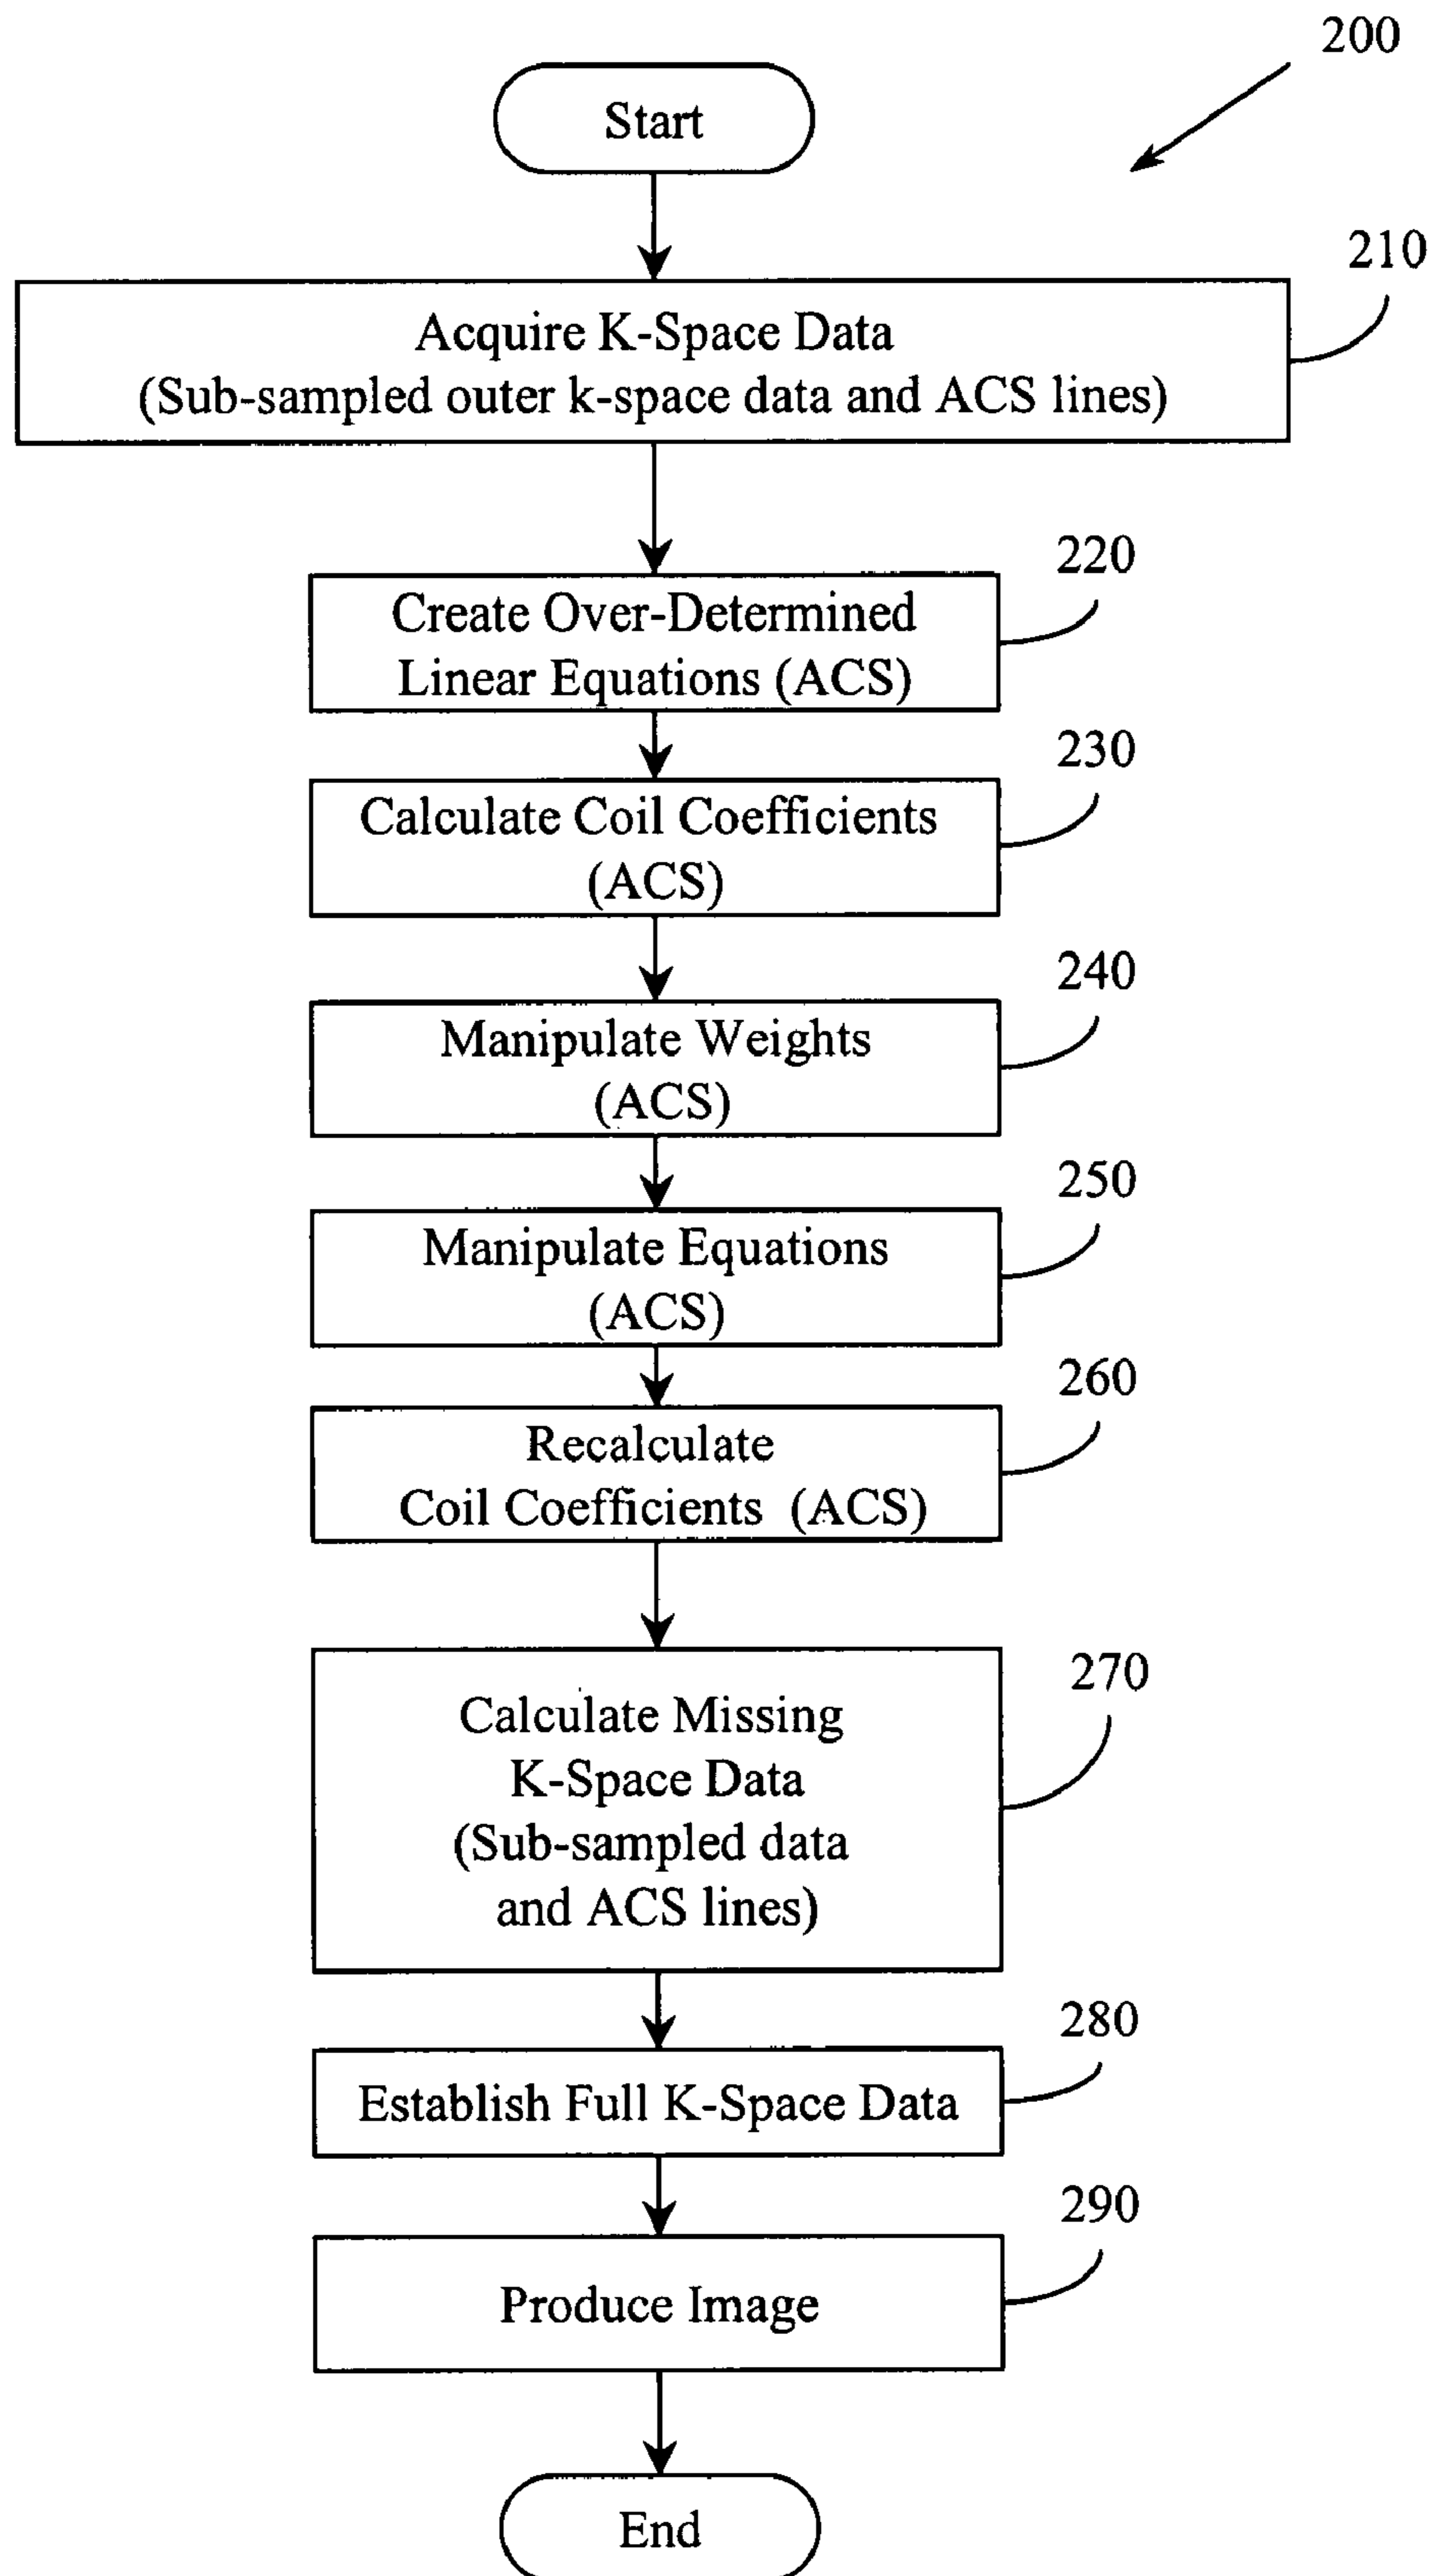 200
Start
210
Acquire K-Space Data
(Sub-sampled outer k-space data and ACS lines)
220
Create Over-Determined
Linear Equations (ACS)
230
Calculate Coil Coefficients
(ACS)
240
Manipulate Weights
(ACS)
250
Manipulate Equations
(ACS)
260
Recalculate
Coil Coefficients (ACS)
270
Calculate Missing
K-Space Data
(Sub-sampled data
and ACS lines)
280
Establish Full K-Space Data
290
Produce Image
End